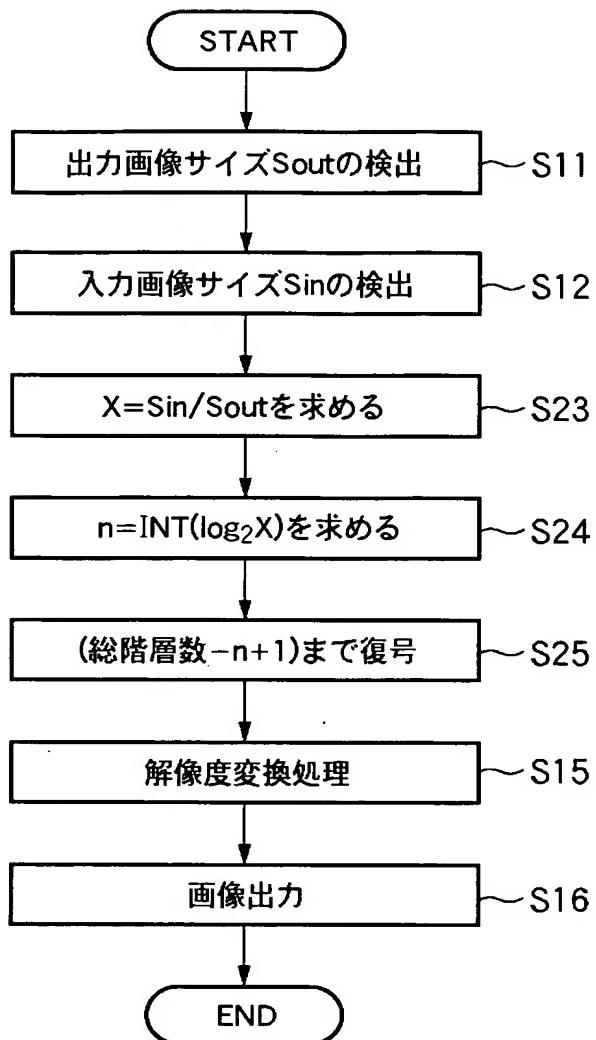 START
出力画像サイズSoutの検出 S11
入力画像サイズSinの検出 S12
X=Sin/Soutを求める S23
n=INT(log₂X)を求める S24
(総階層数-n+1)まで復号 S25
解像度変換処理 S15
画像出力 S16
END